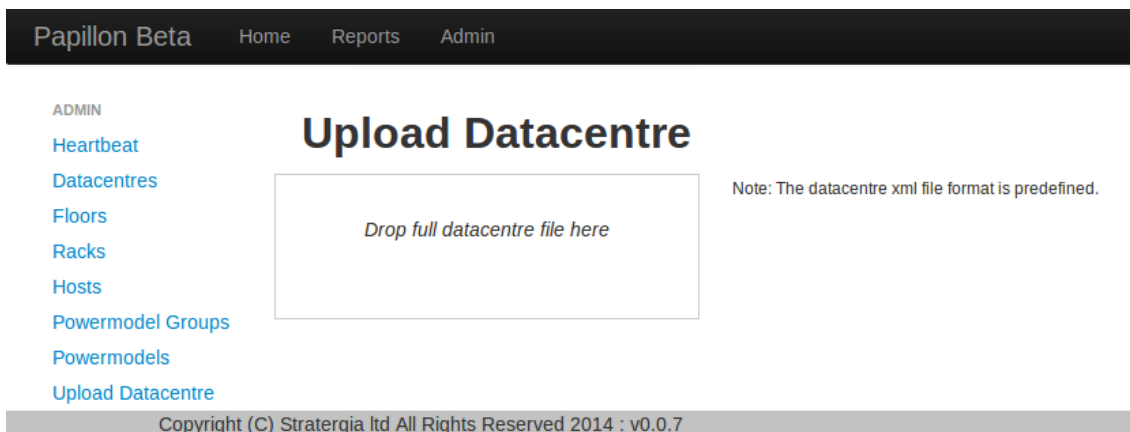 Papillon Beta Home Reports Admin
ADMIN
Heartbeat
Datacentres
Floors
Racks
Hosts
Powermodel Groups
Powermodels
Upload Datacentre
Upload Datacentre
Drop full datacentre file here
Note: The datacentre xml file format is predefined.
Copyright (C) Stratergia ltd All Rights Reserved 2014 : v0.0.7